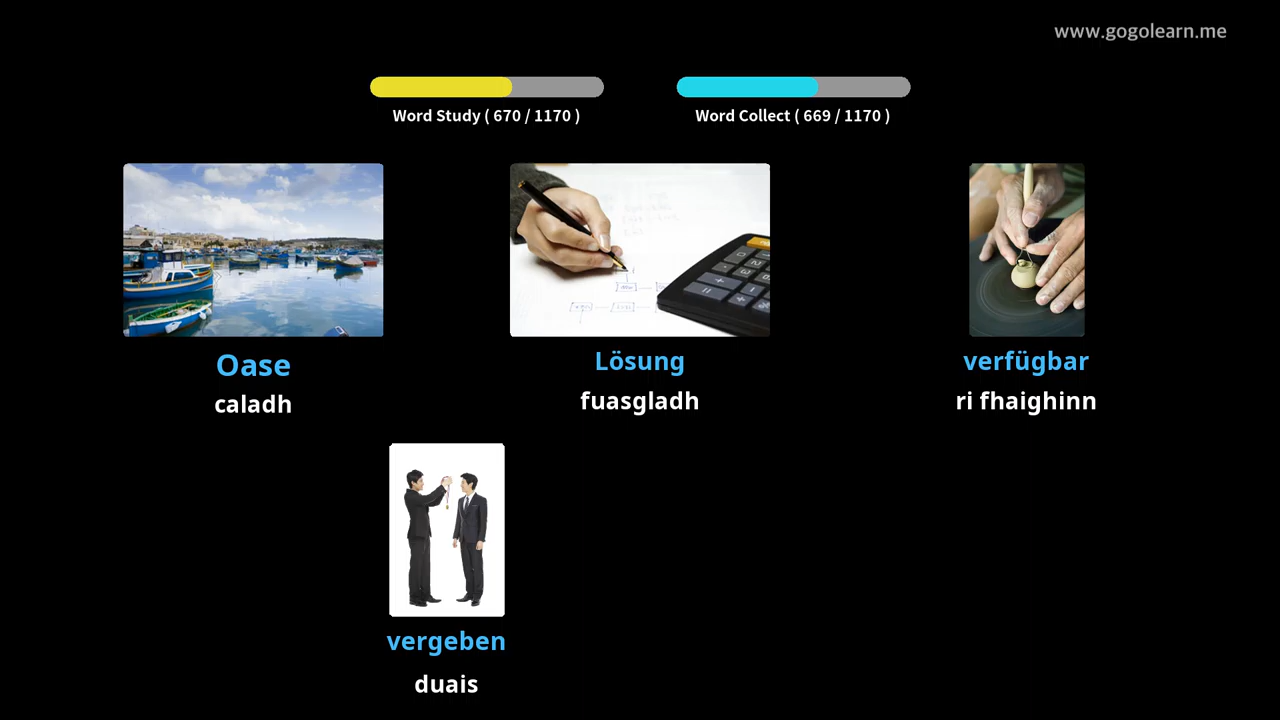 www.gogolearn.me
Word Study ( 670 / 1170 )
Word Collect ( 669 / 1170 )
Oase
caladh
Lösung
fuasgladh
verfügbar
ri fhaighinn
vergeben
duais